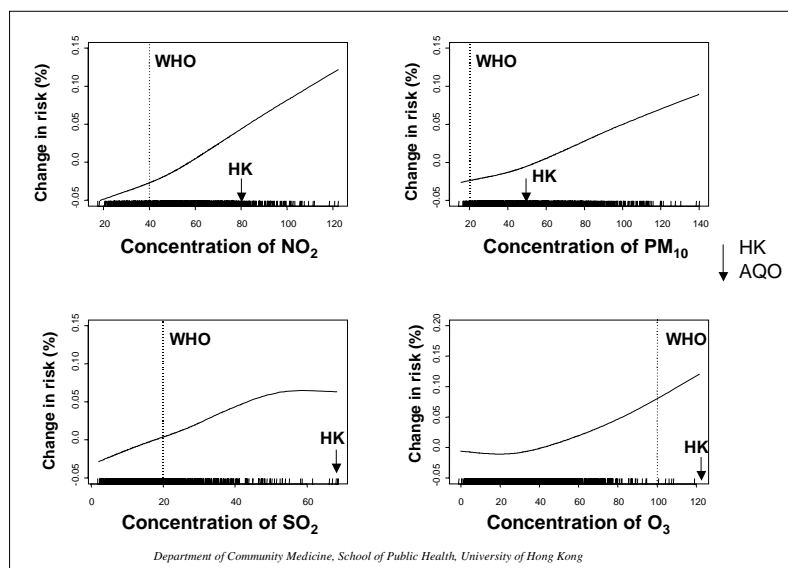 Change in risk (%)
0.15
0.10
0.05
0.0
-0.05
WHO
HK
20 40 60 80 100 120
Concentration of NO₂
Change in risk (%)
0.15
0.10
0.05
0.0
-0.05
WHO
HK
20 40 60 80 100 120 140
Concentration of PM₁₀
HK
AQO
Change in risk (%)
0.15
0.10
0.05
0.0
-0.05
WHO
HK
0 20 40 60
Concentration of SO₂
Change in risk (%)
0.20
0.15
0.10
0.05
0.0
-0.05
WHO
HK
0 20 40 60 80 100 120
Concentration of O₃
Department of Community Medicine, School of Public Health, University of Hong Kong